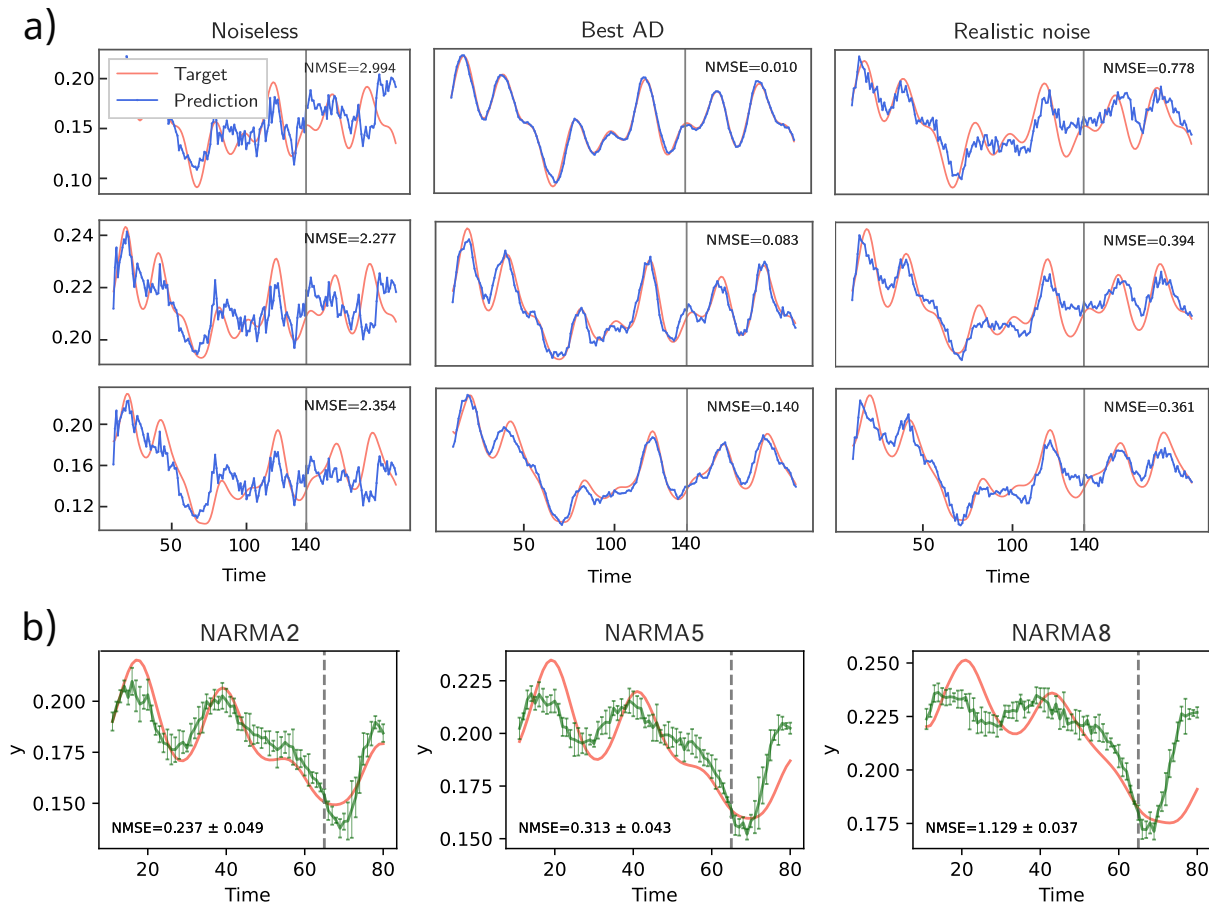 a)
Noiseless
Best AD
Realistic noise
Target
Prediction
NMSE=2.994
NMSE=0.010
NMSE=0.778
0.20
0.15
0.10
NMSE=2.277
NMSE=0.083
NMSE=0.394
0.24
0.22
0.20
NMSE=2.354
NMSE=0.140
NMSE=0.361
0.20
0.16
0.12
50 100 140
50 100 140
50 100 140
Time
Time
Time
b)
NARMA2
NARMA5
NARMA8
y
0.200
0.175
0.150
NMSE=0.237 ± 0.049
20 40 60 80
Time
y
0.225
0.200
0.175
0.150
NMSE=0.313 ± 0.043
20 40 60 80
Time
y
0.250
0.225
0.200
0.175
NMSE=1.129 ± 0.037
20 40 60 80
Time